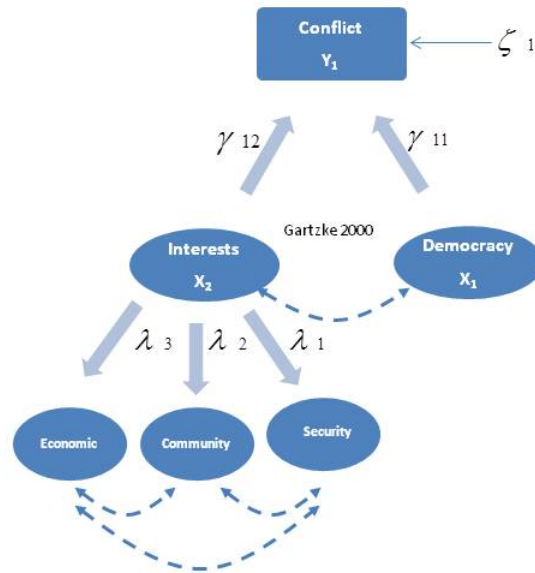 Conflict
Y1
ζ 1
γ 12
γ 11
Gartzke 2000
Interests
X2
Democracy
X1
λ 3
λ 2
λ 1
Economic
Community
Security